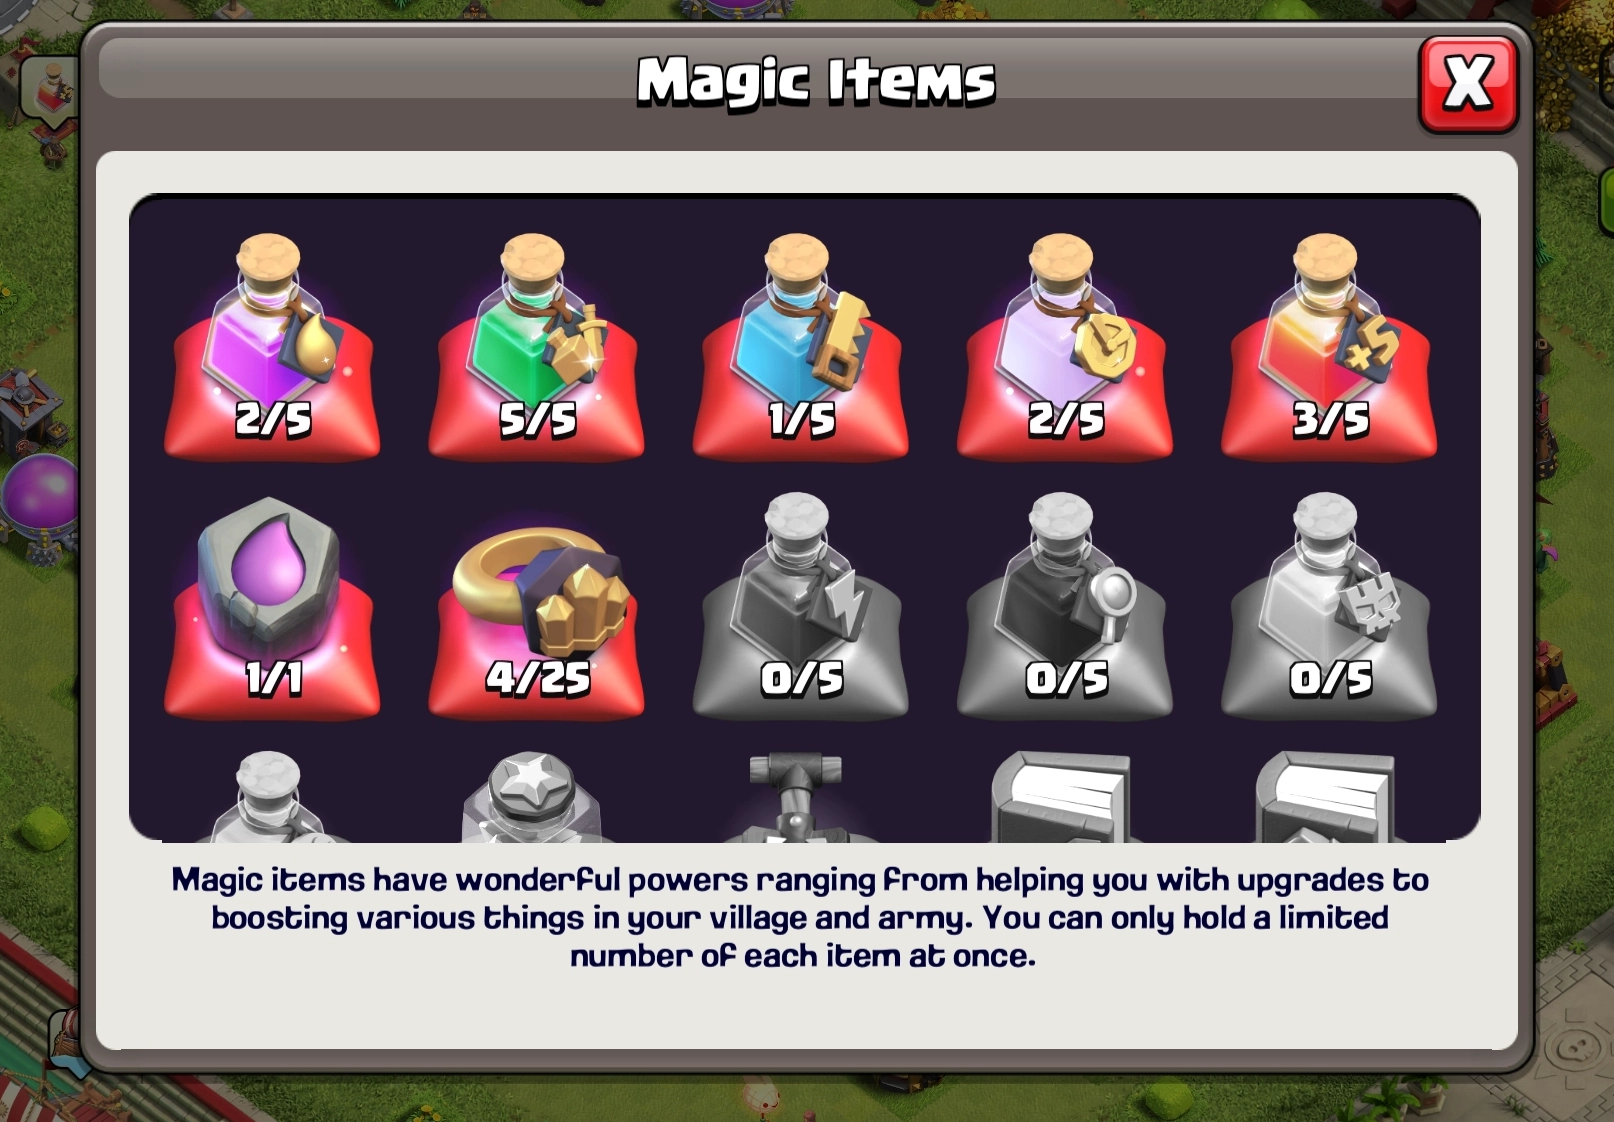 Magic Items
X
2/5 5/5 1/5 2/5 +5 3/5
1/1 4/25 0/5 0/5 0/5
Magic items have wonderful powers ranging from helping you with upgrades to
boosting various things in your village and army. You can only hold a limited
number of each item at once.